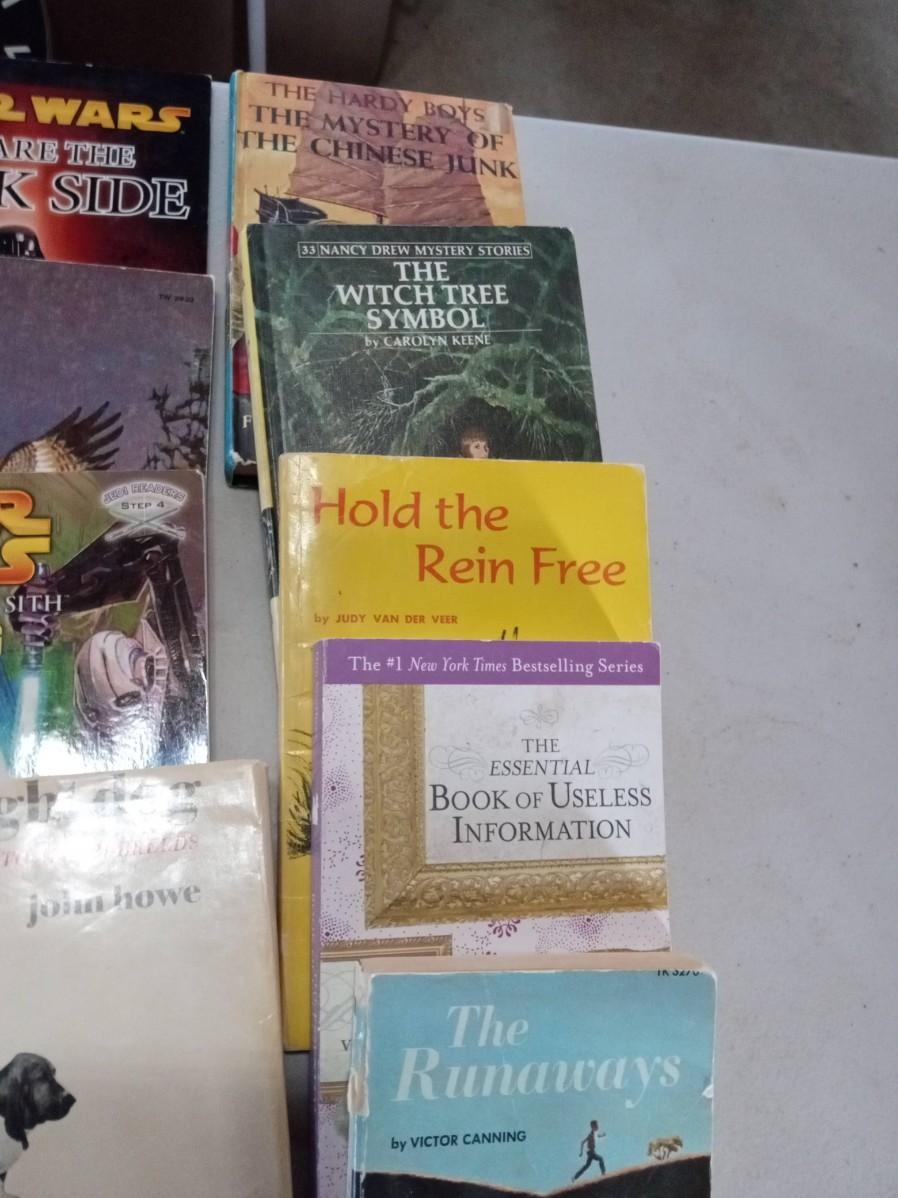 WARS
ARE THE
K SIDE
JEDI READERS
STEP 4
SITH
john howe
THE HARDY BOYS
THE MYSTERY OF
THE CHINESE JUNK
F
33 NANCY DREW MYSTERY STORIES
THE
WITCH TREE
SYMBOL
by CAROLYN KEENE
Hold the
Rein Free
by JUDY VAN DER VEER
The #1 New York Times Bestselling Series
THE
ESSENTIAL
BOOK OF USELESS
INFORMATION
The
Runaways
by VICTOR CANNING